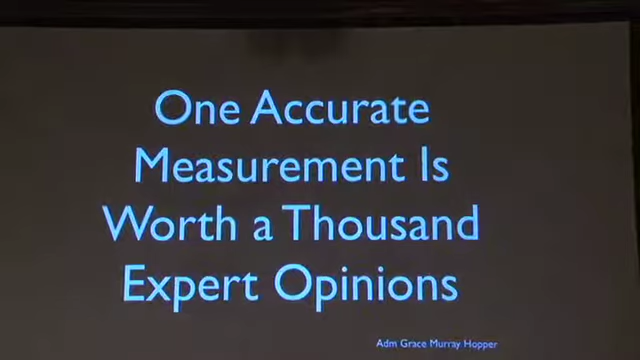 One Accurate
Measurement Is
Worth a Thousand
Expert Opinions
Adm Grace Murray Hopper